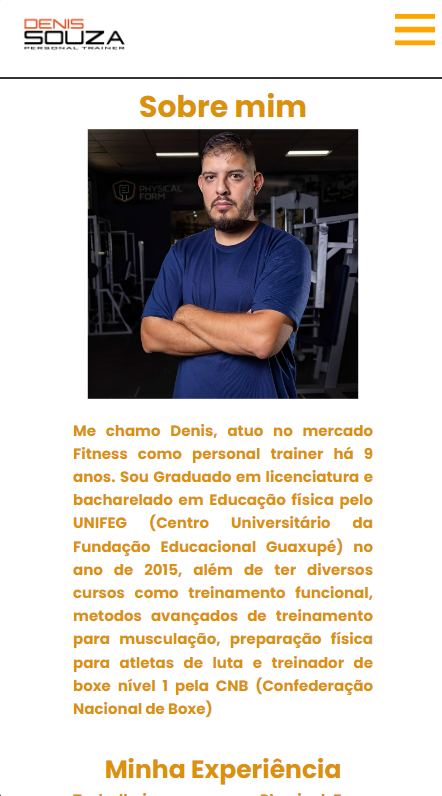 DENIS
SOUZA
PERSONAL TRAINER
Sobre mim
PHYSICAL
FORM
Me chamo Denis, atuo no mercado
Fitness como personal trainer há 9
anos. Sou Graduado em licenciatura e
bacharelado em Educação física pelo
UNIFEG (Centro Universitário da
Fundação Educacional Guaxupé) no
ano de 2015, além de ter diversos
cursos como treinamento funcional,
metodos avançados de treinamento
para musculação, preparação física
para atletas de luta e treinador de
boxe nível 1 pela CNB (Confederação
Nacional de Boxe)
Minha Experiência